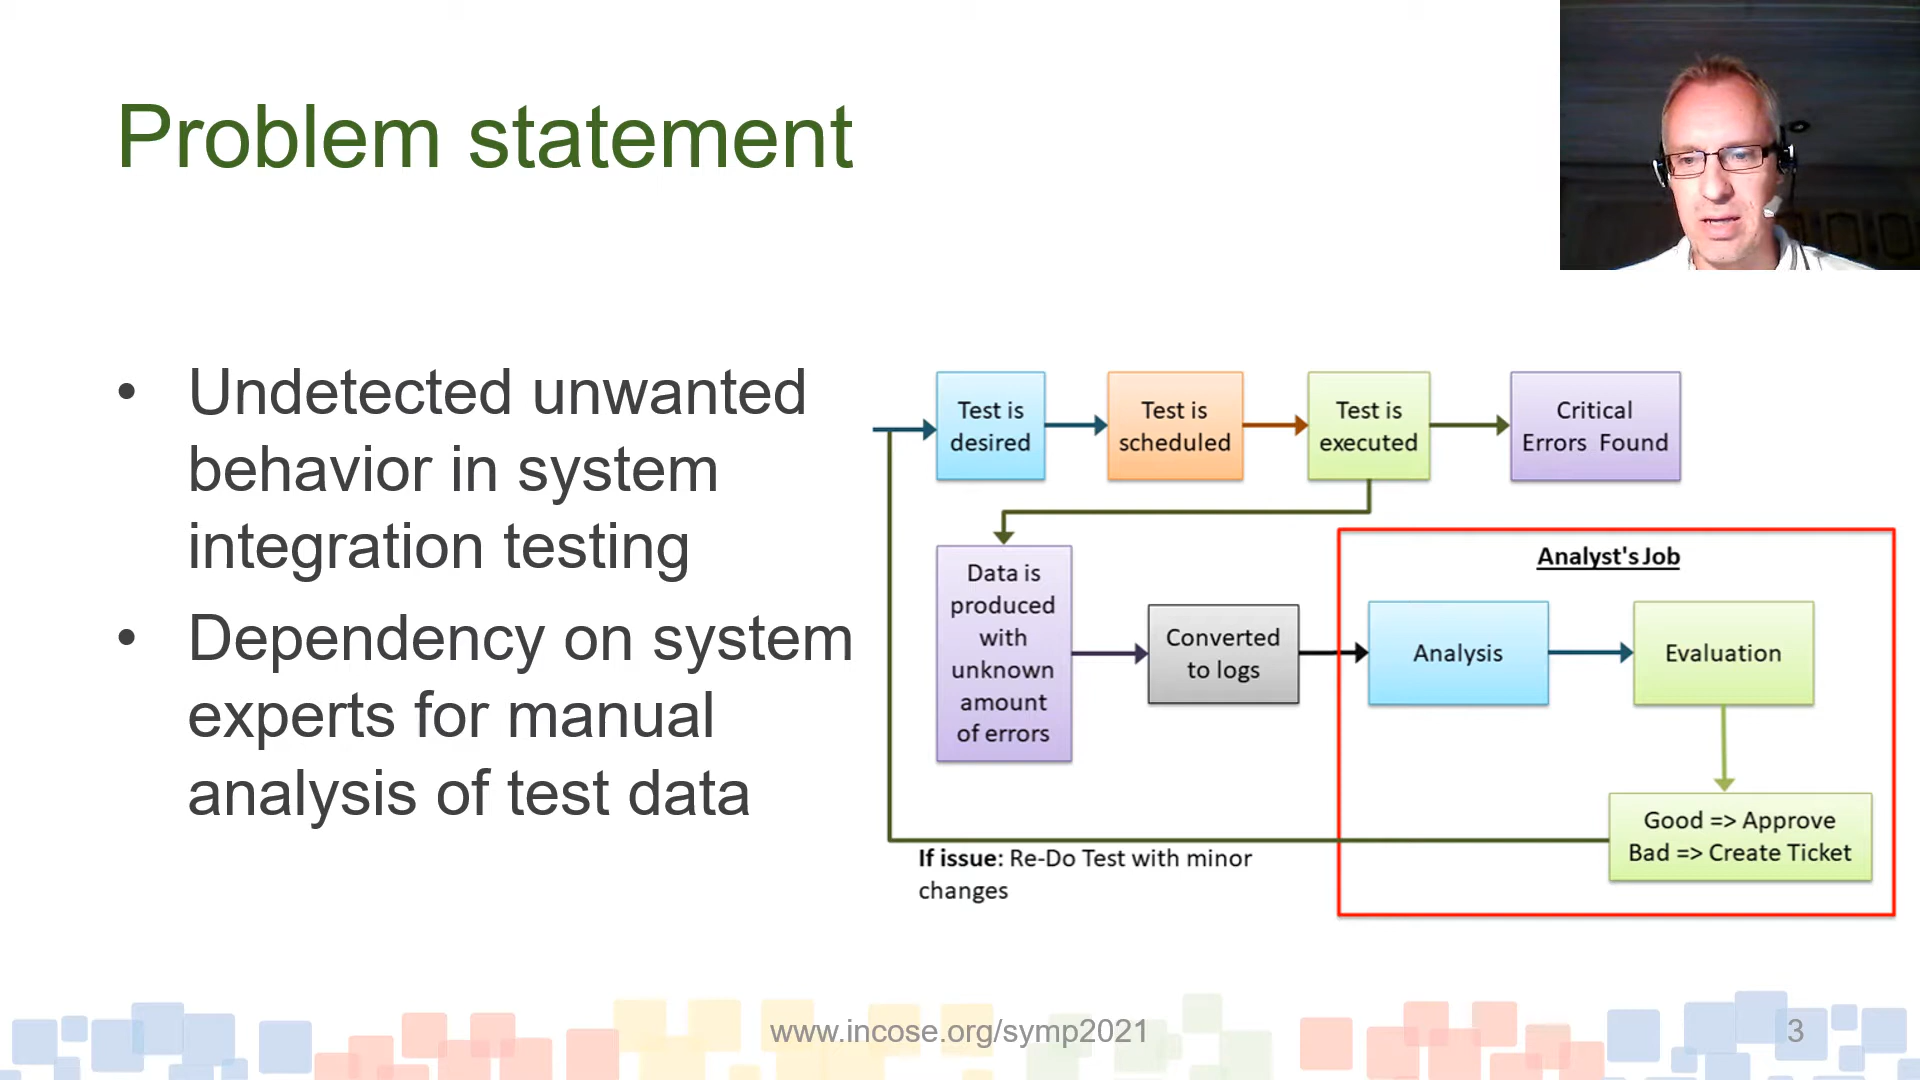 Problem statement
• Undetected unwanted
behavior in system
integration testing
• Dependency on system
experts for manual
analysis of test data
Test is
desired
Test is
scheduled
Test is
executed
Critical
Errors Found
Data is
produced
with
unknown
amount
of errors
Converted
to logs
Analyst's Job
Analysis
Evaluation
Good => Approve
Bad => Create Ticket
If issue: Re-Do Test with minor
changes
www.incose.org/symp2021
3